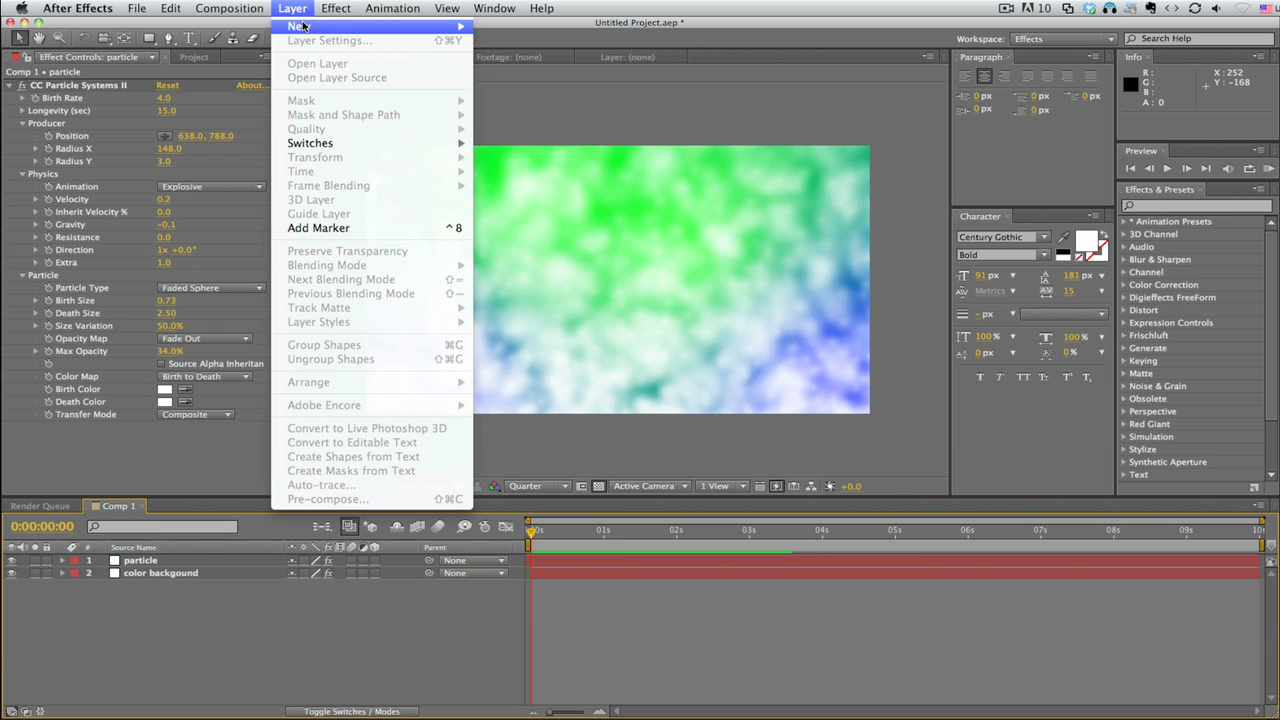 After Effects File Edit Composition Layer Effect Animation View Window Help
Untitled Project.aep *
Workspace: Effects Search Help
Effect Controls: particle Project
Footage: (none) Layer: (none)
Comp 1 • particle
CC Particle Systems II Reset About...
Birth Rate 4.0
Longevity (sec) 15.0
Producer
Position 638.0, 788.0
Radius X 148.0
Radius Y 3.0
Physics
Animation Explosive
Velocity 0.2
Inherit Velocity % 0.0
Gravity -0.1
Resistance 0.0
Direction 1x +0.0°
Extra 1.0
Particle
Particle Type Faded Sphere
Birth Size 0.73
Death Size 2.50
Size Variation 50.0%
Opacity Map Fade Out
Max Opacity 34.0%
Source Alpha Inheritan
Color Map Birth to Death
Birth Color
Death Color
Transfer Mode Composite
New
Layer Settings... ⇧⌘Y
Open Layer
Open Layer Source
Mask
Mask and Shape Path
Quality
Switches
Transform
Time
Frame Blending
3D Layer
Guide Layer
Add Marker ^8
Preserve Transparency
Blending Mode
Next Blending Mode ⇧=
Previous Blending Mode ⇧-
Track Matte
Layer Styles
Group Shapes ⌘G
Ungroup Shapes ⇧⌘G
Arrange
Adobe Encore
Convert to Live Photoshop 3D
Convert to Editable Text
Create Shapes from Text
Create Masks from Text
Auto-trace...
Pre-compose... ⇧⌘C
Quarter Active Camera 1 View +0.0
Paragraph
0 px 0 px 0 px
0 px 0 px
Character
Century Gothic
Bold
91 px 181 px
Metrics 15
- px
100% 100%
0 px 0 %
T T TT Tr T¹ T₁
Info
R: X: 252
G: Y: -168
B:
A: 0
Preview
Effects & Presets
* Animation Presets
3D Channel
Audio
Blur & Sharpen
Channel
Color Correction
Digieffects FreeForm
Distort
Expression Controls
Frischluft
Generate
Keying
Matte
Noise & Grain
Obsolete
Perspective
Red Giant
Simulation
Stylize
Text
Render Queue Comp 1
0:00:00:00
01s 02s 03s 04s 05s 06s 07s 08s 09s
# Source Name Parent
1 particle None
2 color backgound None
Toggle Switches / Modes